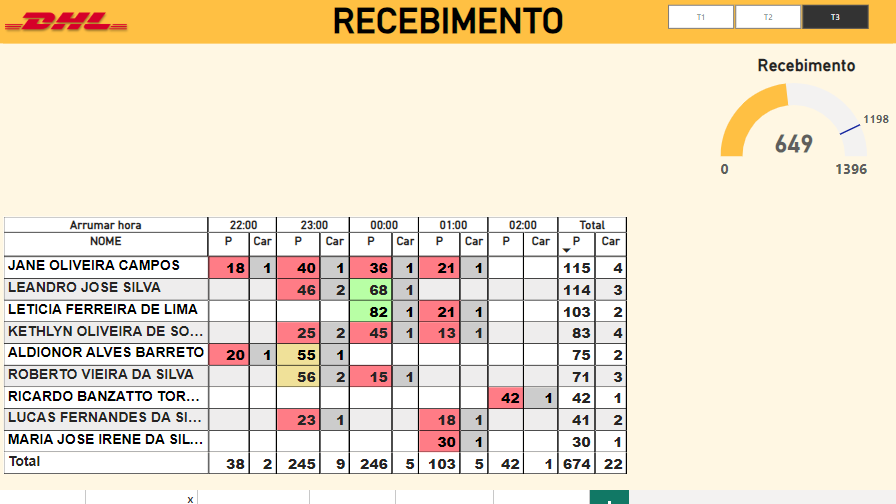 DHL
RECEBIMENTO
T1 T2 T3
Recebimento
1198
649
0 1396
Arrumar hora 22:00 23:00 00:00 01:00 02:00 Total
NOME P Car P Car P Car P Car P Car P Car
JANE OLIVEIRA CAMPOS 18 1 40 1 36 1 21 1 115 4
LEANDRO JOSE SILVA 46 2 68 1 114 3
LETICIA FERREIRA DE LIMA 82 1 21 1 103 2
KETHLYN OLIVEIRA DE SO... 25 2 45 1 13 1 83 4
ALDIONOR ALVES BARRETO 20 1 55 1 75 2
ROBERTO VIEIRA DA SILVA 56 2 15 1 71 3
RICARDO BANZATTO TOR... 42 1 42 1
LUCAS FERNANDES DA SI... 23 1 18 1 41 2
MARIA JOSE IRENE DA SIL... 30 1 30 1
Total 38 2 245 9 246 5 103 5 42 1 674 22
x